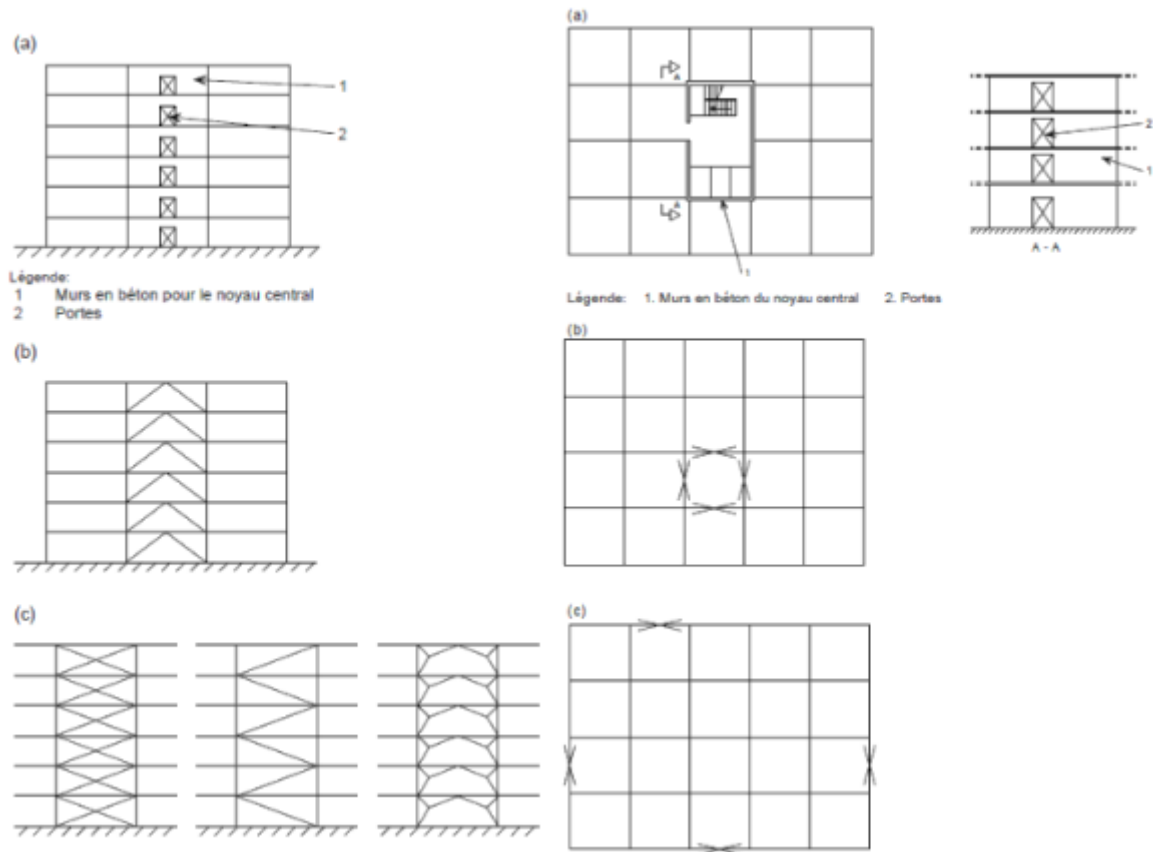 (a)
1
2
Légende:
1 Murs en béton pour le noyau central
2 Portes
(b)
(c)
(a)
A
A
1
2
1
A - A
Légende: 1. Murs en béton du noyau central 2. Portes
(b)
(c)